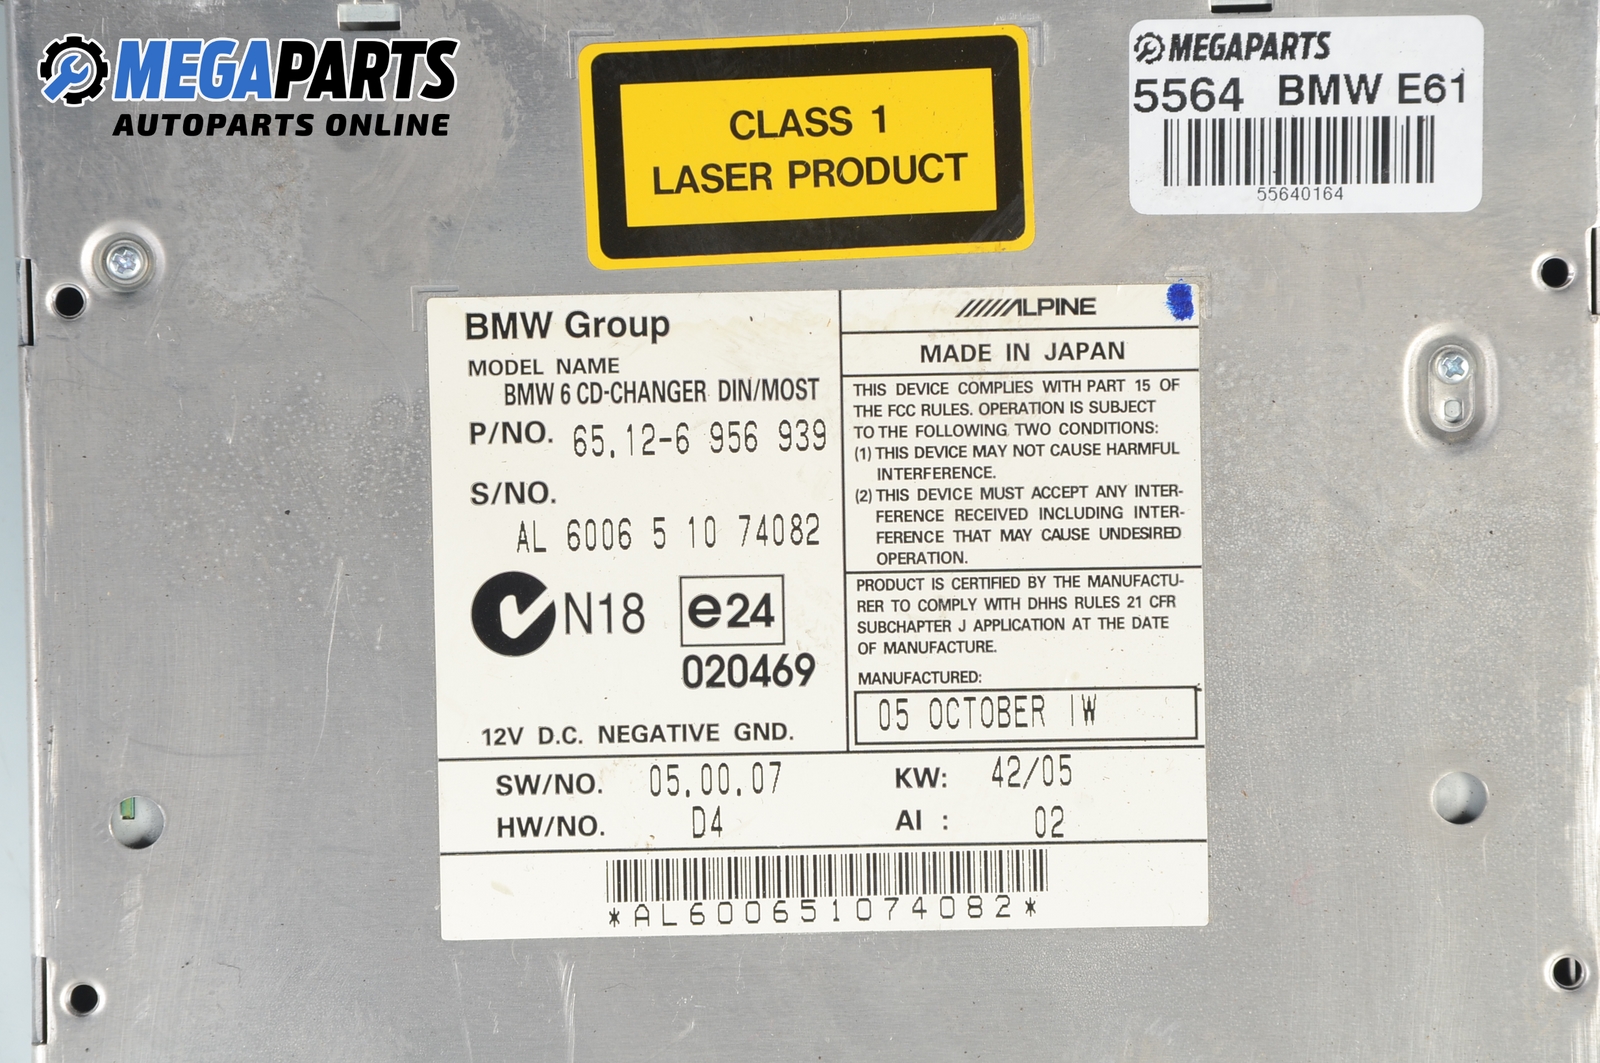 MEGAPARTS
AUTOPARTS ONLINE
CLASS 1
LASER PRODUCT
MEGAPARTS
5564 BMW E61
55640164
BMW Group
MODEL NAME
BMW 6 CD-CHANGER DIN/MOST
P/NO. 65.12-6 956 939
S/NO.
AL 6006 5 10 74082
N18 e24
020469
12V D.C. NEGATIVE GND.
ALPINE
MADE IN JAPAN
THIS DEVICE COMPLIES WITH PART 15 OF
THE FCC RULES. OPERATION IS SUBJECT
TO THE FOLLOWING TWO CONDITIONS:
(1) THIS DEVICE MAY NOT CAUSE HARMFUL
INTERFERENCE.
(2) THIS DEVICE MUST ACCEPT ANY INTER-
FERENCE RECEIVED INCLUDING INTER-
FERENCE THAT MAY CAUSE UNDESIRED
OPERATION.
PRODUCT IS CERTIFIED BY THE MANUFACTU-
RER TO COMPLY WITH DHHS RULES 21 CFR
SUBCHAPTER J APPLICATION AT THE DATE
OF MANUFACTURE.
MANUFACTURED:
05 OCTOBER IW
SW/NO. 05.00.07 KW: 42/05
HW/NO. D4 AI : 02
*AL600651074082*